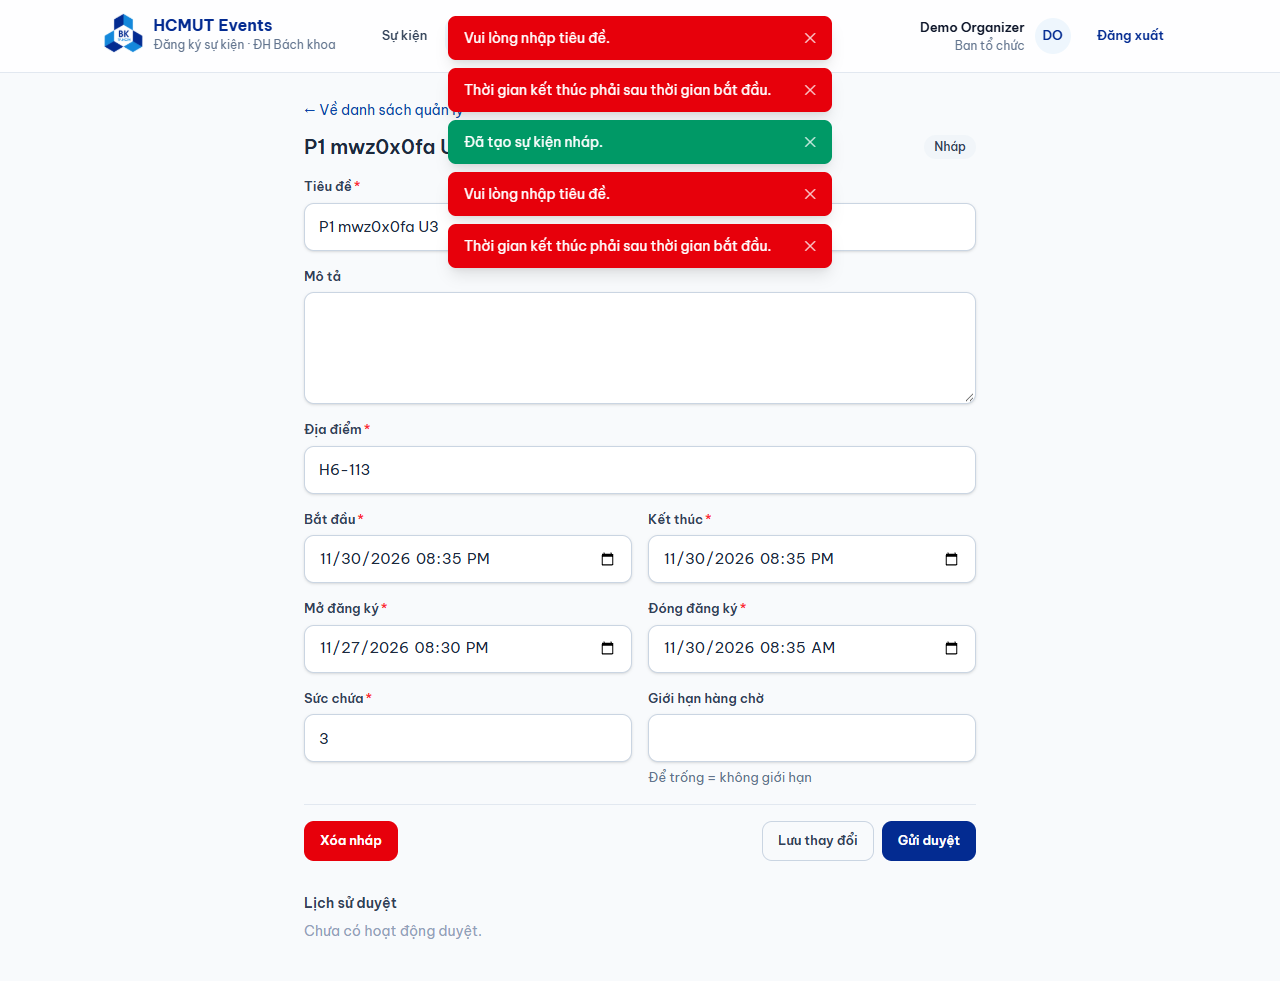 HCMUT Events
Đăng ký sự kiện · ĐH Bách khoa
BK
Sự kiện
Demo Organizer
Ban tổ chức
DO
Đăng xuất
Vui lòng nhập tiêu đề.
Thời gian kết thúc phải sau thời gian bắt đầu.
Đã tạo sự kiện nháp.
Vui lòng nhập tiêu đề.
Thời gian kết thúc phải sau thời gian bắt đầu.
← Về danh sách quản lý
P1 mwz0x0fa U
Nháp
Tiêu đề *
P1 mwz0x0fa U3
Mô tả
Địa điểm *
H6-113
Bắt đầu *
Kết thúc *
11/30/2026 08:35 PM
11/30/2026 08:35 PM
Mở đăng ký *
Đóng đăng ký *
11/27/2026 08:30 PM
11/30/2026 08:35 AM
Sức chứa *
Giới hạn hàng chờ
3
Để trống = không giới hạn
Xóa nháp
Lưu thay đổi
Gửi duyệt
Lịch sử duyệt
Chưa có hoạt động duyệt.